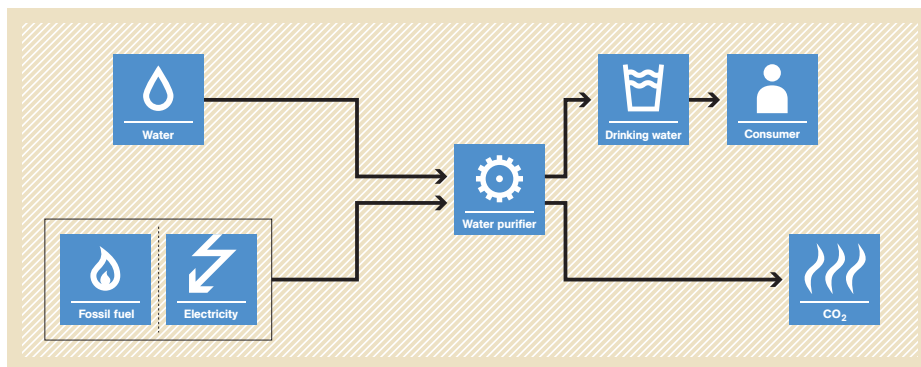 Water
Drinking water
Consumer
Water purifier
Fossil fuel
Electricity
CO₂